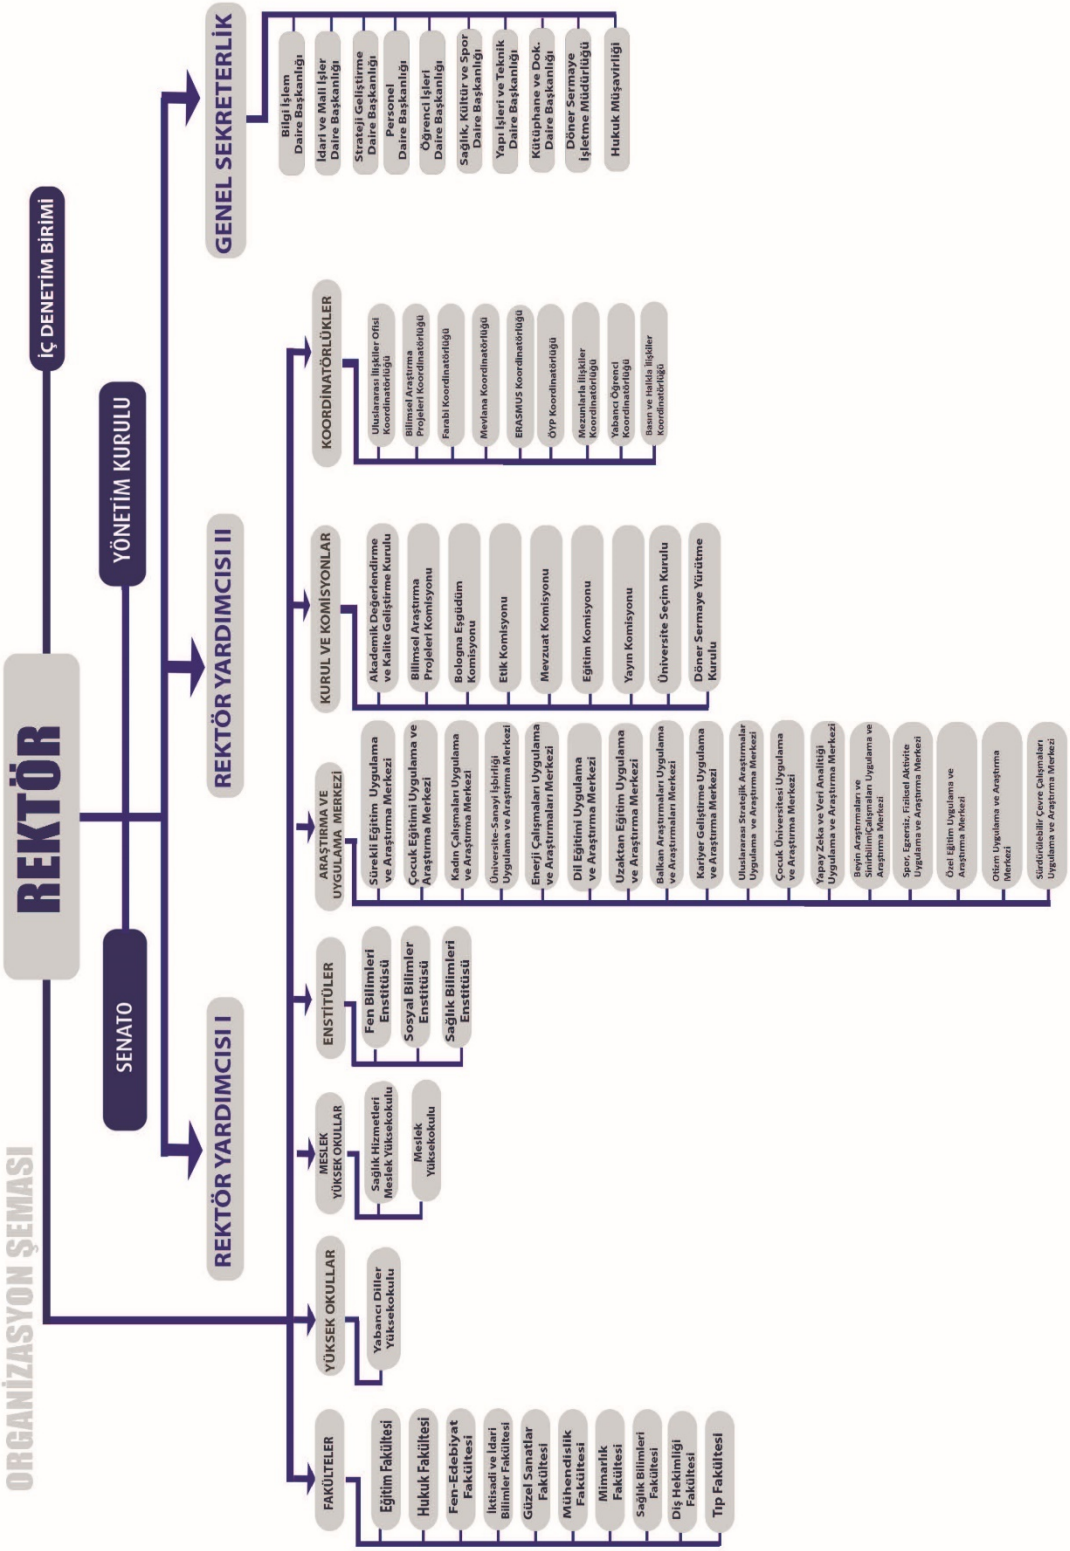 ORGANİZASYON ŞEMASI
REKTÖR
İÇ DENETİM BİRİMİ
SENATO
YÖNETİM KURULU
REKTÖR YARDIMCISI I
REKTÖR YARDIMCISI II
GENEL SEKRETERLİK
Bilgi İşlem
Daire Başkanlığı
İdari ve Mali İşler
Daire Başkanlığı
Strateji Geliştirme
Daire Başkanlığı
Personel
Daire Başkanlığı
Öğrenci İşleri
Daire Başkanlığı
Sağlık, Kültür ve Spor
Daire Başkanlığı
Yapı İşleri ve Teknik
Daire Başkanlığı
Kütüphane ve Dok.
Daire Başkanlığı
Döner Sermaye
İşletme Müdürlüğü
Hukuk Müşavirliği
FAKÜLTELER
Eğitim Fakültesi
Hukuk Fakültesi
Fen-Edebiyat
Fakültesi
İktisadi ve İdari
Bilimler Fakültesi
Güzel Sanatlar
Fakültesi
Mühendislik
Fakültesi
Mimarlık
Fakültesi
Sağlık Bilimleri
Fakültesi
Diş Hekimliği
Fakültesi
Tıp Fakültesi
YÜKSEK OKULLAR
Yabancı Diller
Yüksekokulu
MESLEK
YÜKSEK OKULLAR
Sağlık Hizmetleri
Meslek Yüksekokulu
Meslek
Yüksekokulu
ENSTİTÜLER
Fen Bilimleri
Enstitüsü
Sosyal Bilimler
Enstitüsü
Sağlık Bilimleri
Enstitüsü
ARAŞTIRMA VE
UYGULAMA MERKEZİ
Sürekli Eğitim Uygulama
ve Araştırma Merkezi
Çocuk Eğitimi Uygulama ve
Araştırma Merkezi
Kadın Çalışmaları Uygulama
ve Araştırma Merkezi
Üniversite-Sanayi İşbirliği
Uygulama ve Araştırma Merkezi
Enerji Çalışmaları Uygulama
ve Araştırmaları Merkezi
Dil Eğitimi Uygulama
ve Araştırma Merkezi
Uzaktan Eğitim Uygulama
ve Araştırma Merkezi
Balkan Araştırmaları Uygulama
ve Araştırmaları Merkezi
Kariyer Geliştirme Uygulama
ve Araştırma Merkezi
Uluslararası Stratejik Araştırmalar
Uygulama ve Araştırma Merkezi
Çocuk Üniversitesi Uygulama
ve Araştırma Merkezi
Yapay Zeka ve Veri Analitiği
Uygulama ve Araştırma Merkezi
Beyin Araştırmaları ve
Sinirbilimi Çalışmaları Uygulama ve
Araştırma Merkezi
Spor, Egzersiz, Fiziksel Aktivite
Uygulama ve Araştırma Merkezi
Özel Eğitim Uygulama ve
Araştırma Merkezi
Otizm Uygulama ve Araştırma
Merkezi
Sürdürülebilir Çevre Çalışmaları
Uygulama ve Araştırma Merkezi
KURUL VE KOMİSYONLAR
Akademik Değerlendirme
ve Kalite Geliştirme Kurulu
Bilimsel Araştırma
Projeleri Komisyonu
Bologna Eşgüdüm
Komisyonu
Etik Komisyonu
Mevzuat Komisyonu
Eğitim Komisyonu
Yayın Komisyonu
Üniversite Seçim Kurulu
Döner Sermaye Yürütme
Kurulu
KOORDİNATÖRLÜKLER
Uluslararası İlişkiler Ofisi
Koordinatörlüğü
Bilimsel Araştırma
Projeleri Koordinatörlüğü
Farabi Koordinatörlüğü
Mevlana Koordinatörlüğü
ERASMUS Koordinatörlüğü
ÖYP Koordinatörlüğü
Mezunlarla İlişkiler
Koordinatörlüğü
Yabancı Öğrenci
Koordinatörlüğü
Basın ve Halkla İlişkiler
Koordinatörlüğü